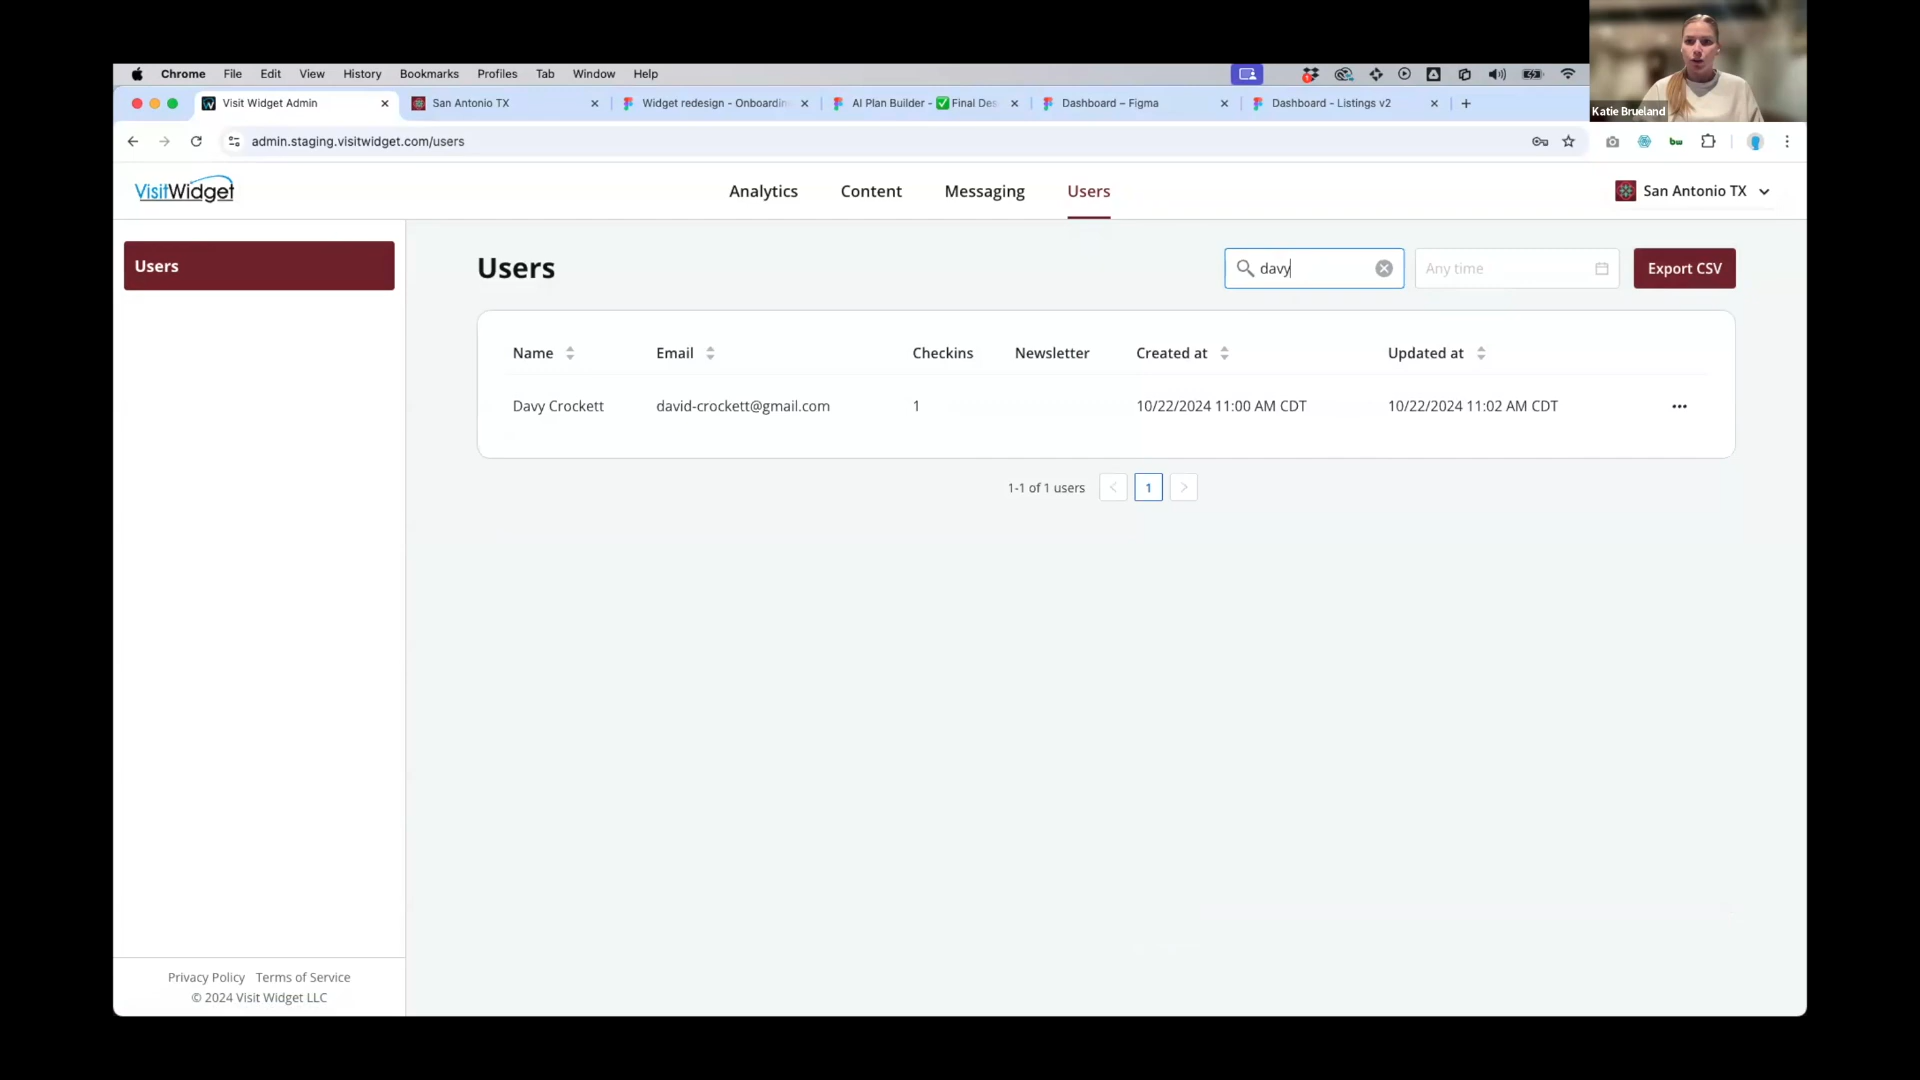 Chrome File Edit View History Bookmarks Profiles Tab Window Help
Katie Brueland
Visit Widget Admin
San Antonio TX
Widget redesign - Onboardin
AI Plan Builder - ✅ Final Des
Dashboard – Figma
Dashboard - Listings v2
admin.staging.visitwidget.com/users
bw
VisitWidget
Analytics Content Messaging Users
San Antonio TX
Users
Users
davy
Any time
Export CSV
Name Email Checkins Newsletter Created at Updated at
Davy Crockett david-crockett@gmail.com 1 10/22/2024 11:00 AM CDT 10/22/2024 11:02 AM CDT
1-1 of 1 users < 1 >
Privacy Policy Terms of Service
© 2024 Visit Widget LLC